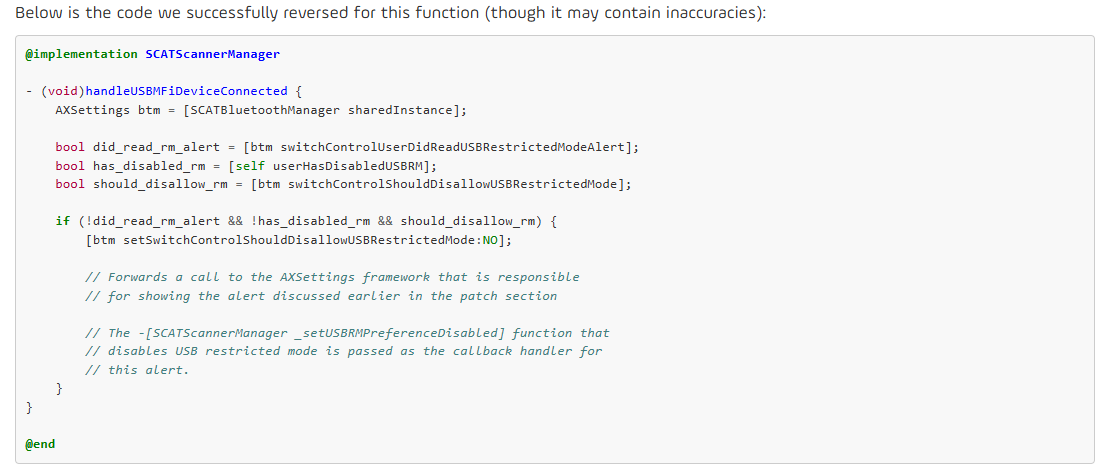 Below is the code we successfully reversed for this function (though it may contain inaccuracies):
@implementation SCATScannerManager
- (void)handleUSBMFiDeviceConnected {
AXSettings btm = [SCATBluetoothManager sharedInstance];
bool did_read_rm_alert = [btm switchControlUserDidReadUSBRestrictedModeAlert];
bool has_disabled_rm = [self userHasDisabledUSBRM];
bool should_disallow_rm = [btm switchControlShouldDisallowUSBRestrictedMode];
if (!did_read_rm_alert && !has_disabled_rm && should_disallow_rm) {
[btm setSwitchControlShouldDisallowUSBRestrictedMode:NO];
// Forwards a call to the AXSettings framework that is responsible
// for showing the alert discussed earlier in the patch section
// The -[SCATScannerManager _setUSBRMPreferenceDisabled] function that
// disables USB restricted mode is passed as the callback handler for
// this alert.
}
}
@end